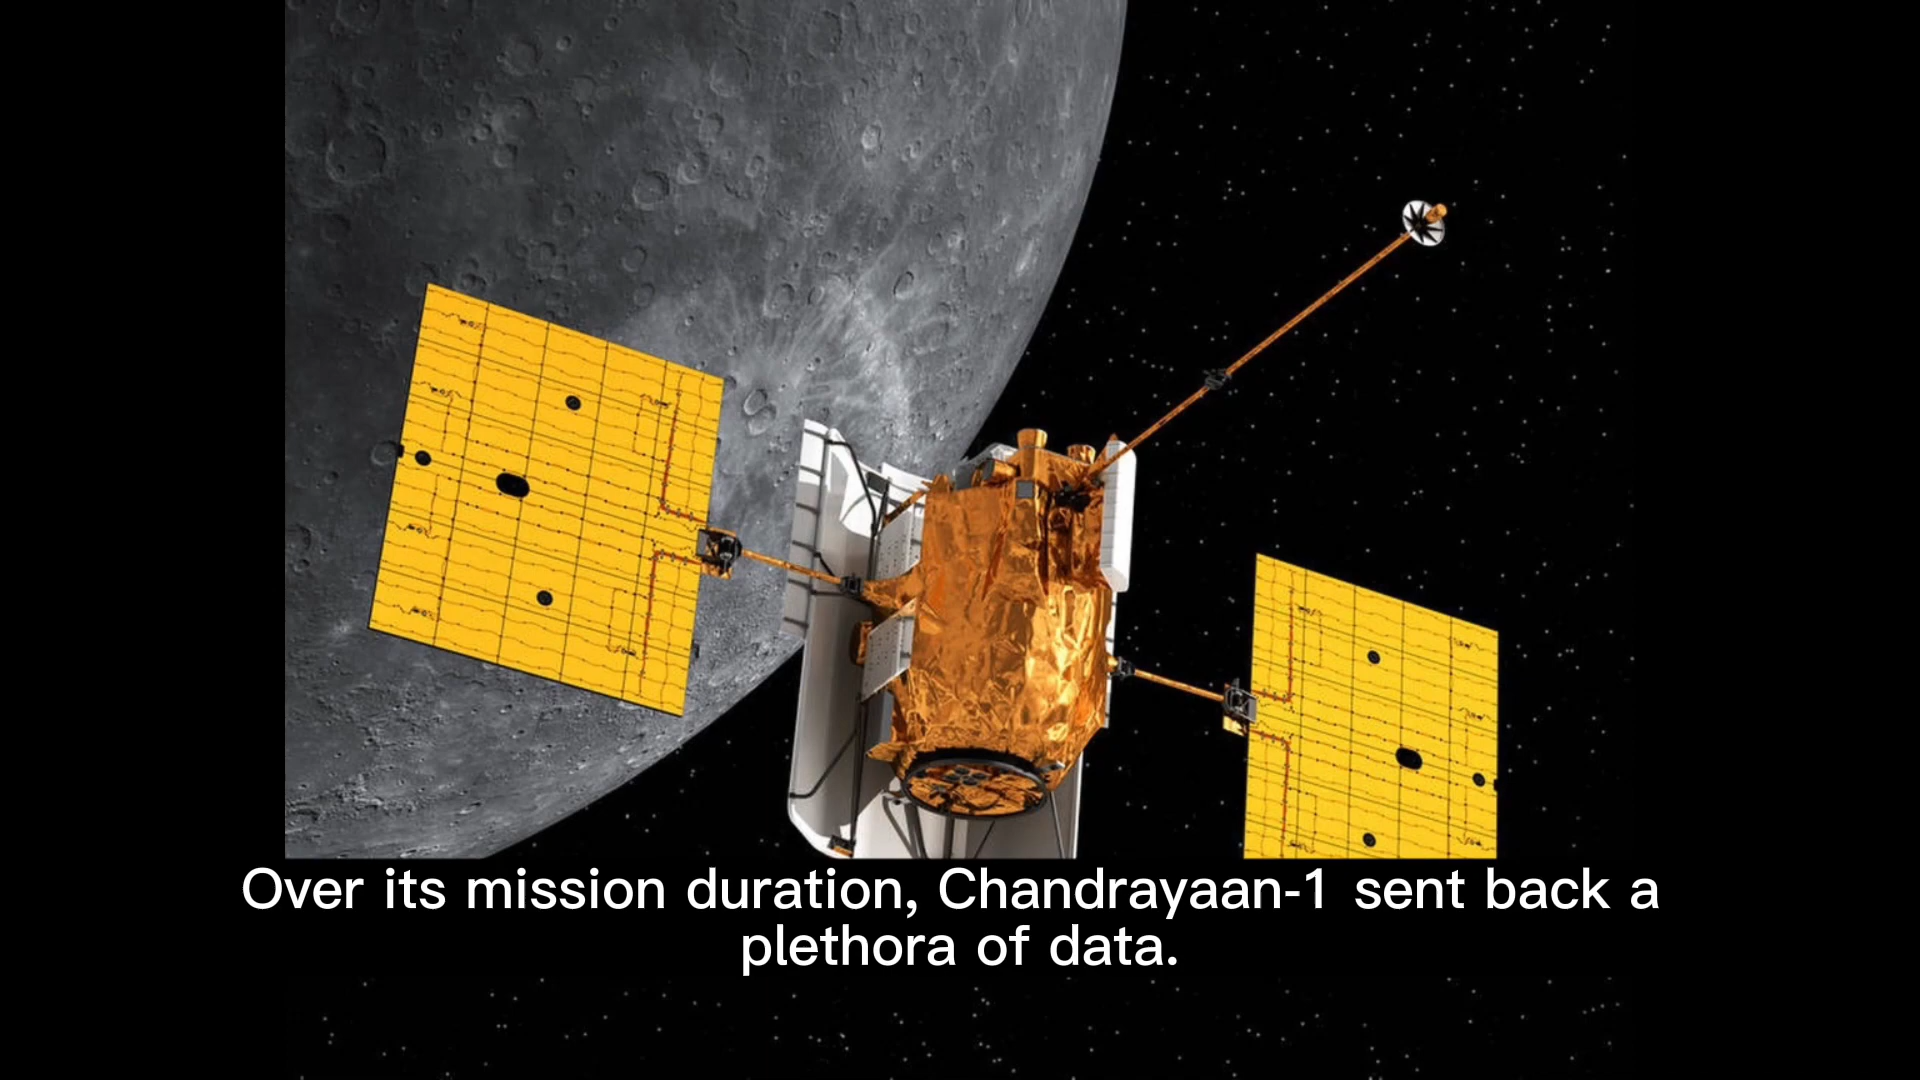 Over its mission duration, Chandrayaan-1 sent back a
plethora of data.